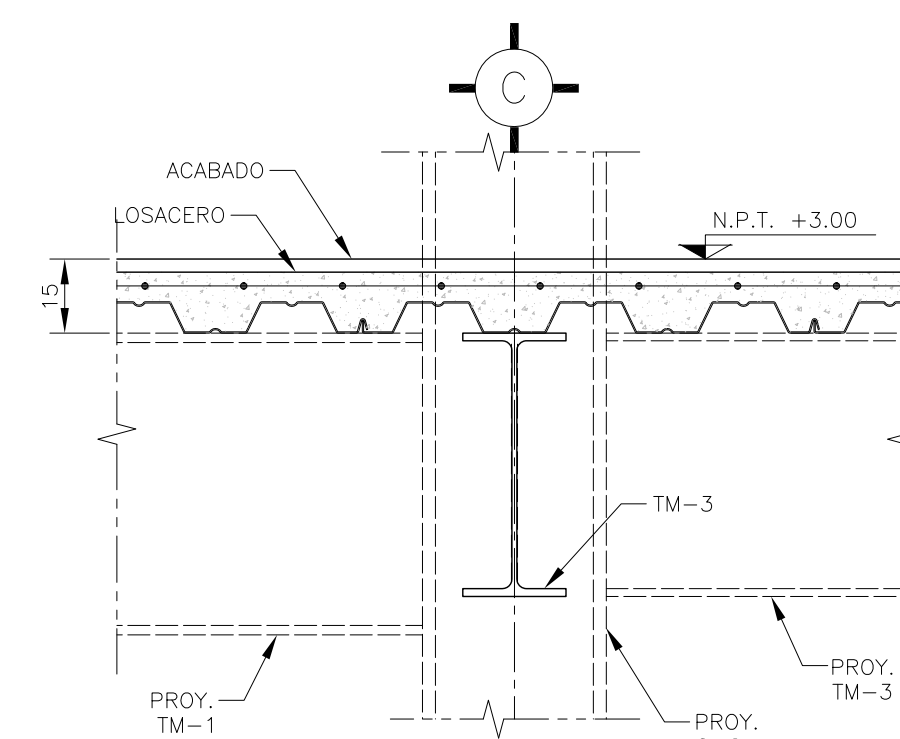 C
ACABADO
LOSACERO
N.P.T. +3.00
15
TM-3
PROY.
TM-3
PROY.
TM-1
PROY.